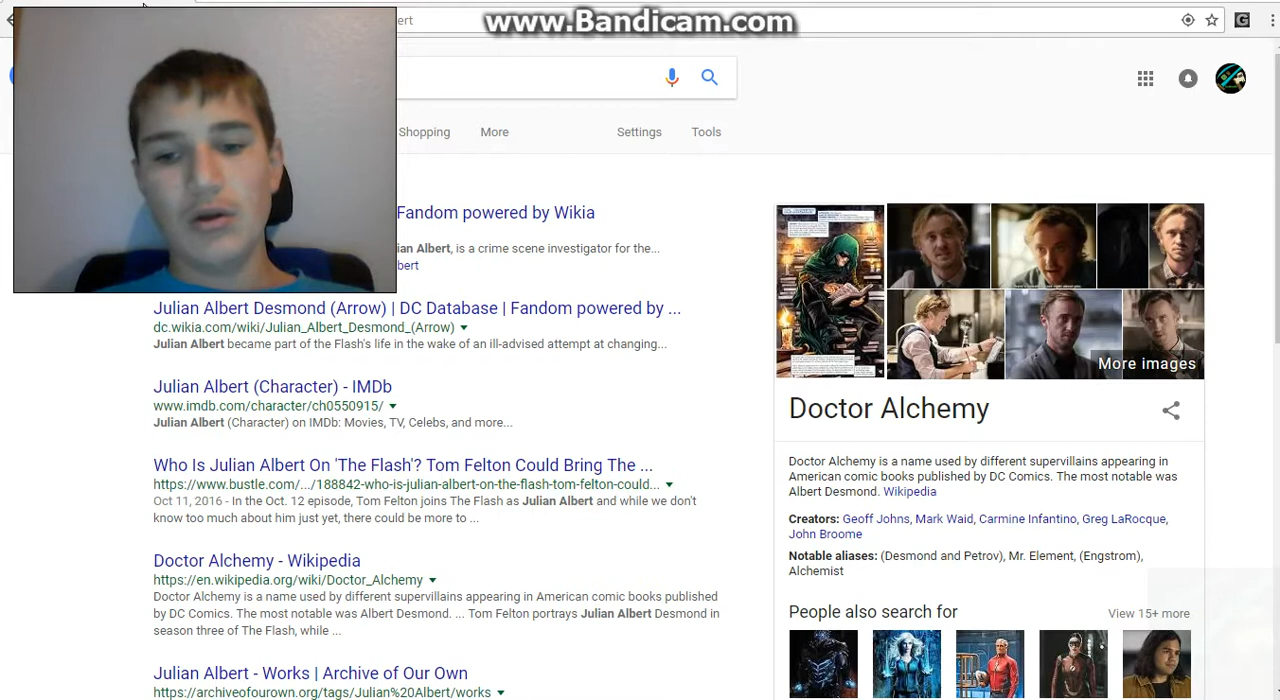 ert
www.Bandicam.com
Shopping More Settings Tools
Fandom powered by Wikia
ian Albert, is a crime scene investigator for the...
bert
Julian Albert Desmond (Arrow) | DC Database | Fandom powered by ...
dc.wikia.com/wiki/Julian_Albert_Desmond_(Arrow)
Julian Albert became part of the Flash's life in the wake of an ill-advised attempt at changing...
Julian Albert (Character) - IMDb
www.imdb.com/character/ch0550915/
Julian Albert (Character) on IMDb: Movies, TV, Celebs, and more...
Who Is Julian Albert On 'The Flash'? Tom Felton Could Bring The ...
https://www.bustle.com/.../188842-who-is-julian-albert-on-the-flash-tom-felton-could...
Oct 11, 2016 - In the Oct. 12 episode, Tom Felton joins The Flash as Julian Albert and while we don't
know too much about him just yet, there could be more to ...
Doctor Alchemy - Wikipedia
https://en.wikipedia.org/wiki/Doctor_Alchemy
Doctor Alchemy is a name used by different supervillains appearing in American comic books published
by DC Comics. The most notable was Albert Desmond. ... Tom Felton portrays Julian Albert Desmond in
season three of The Flash, while ...
Julian Albert - Works | Archive of Our Own
https://archiveofourown.org/tags/Julian%20Albert/works
More images
Doctor Alchemy
Doctor Alchemy is a name used by different supervillains appearing in
American comic books published by DC Comics. The most notable was
Albert Desmond. Wikipedia
Creators: Geoff Johns, Mark Waid, Carmine Infantino, Greg LaRocque,
John Broome
Notable aliases: (Desmond and Petrov), Mr. Element, (Engstrom),
Alchemist
People also search for View 15+ more